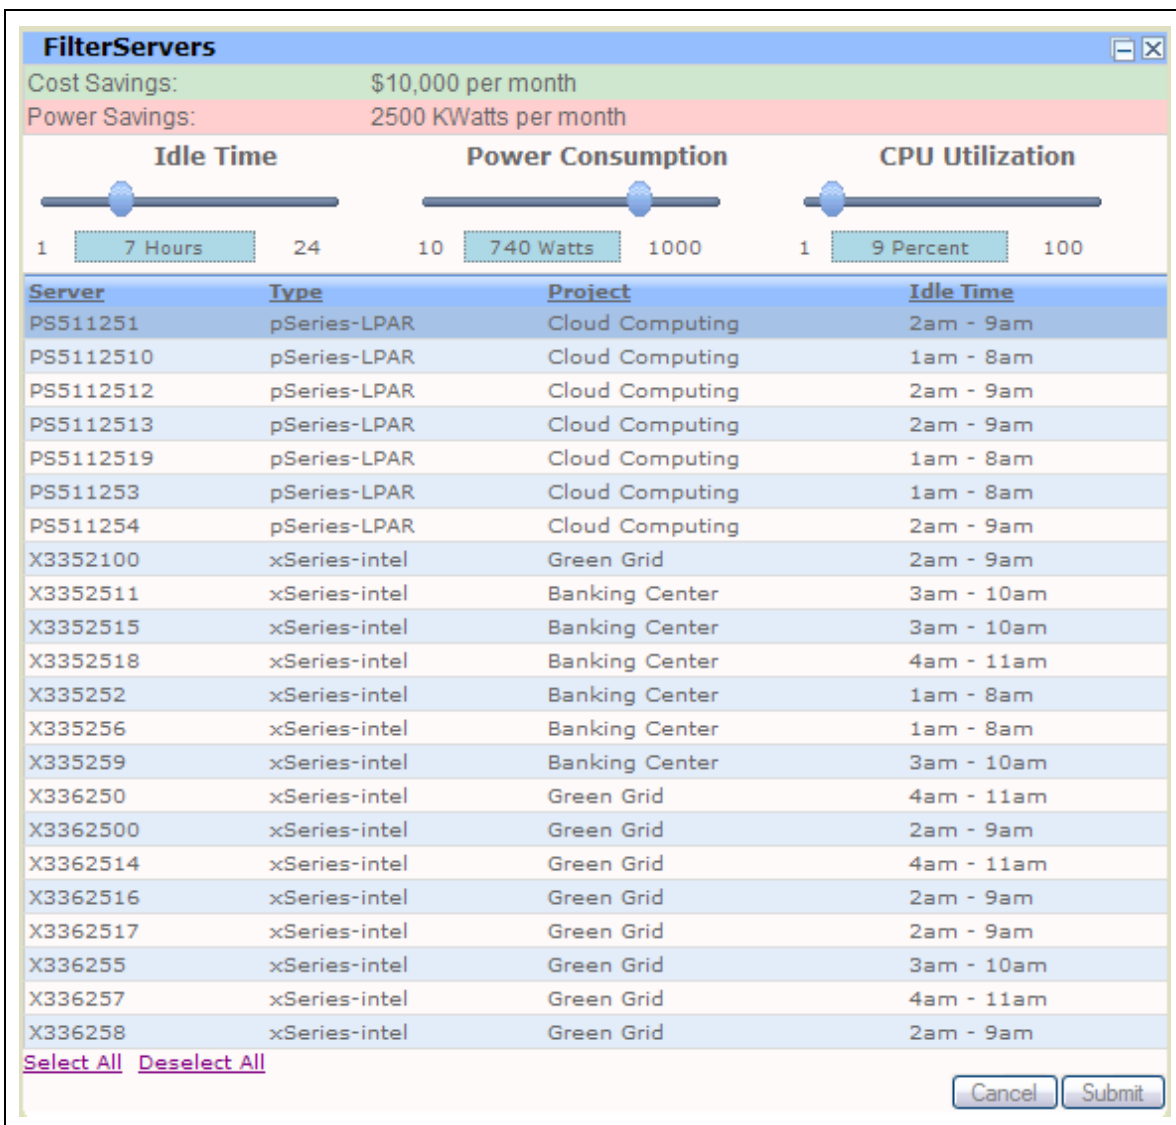 FilterServers
Cost Savings: $10,000 per month
Power Savings: 2500 KWatts per month
Idle Time Power Consumption CPU Utilization
1 7 Hours 24 10 740 Watts 1000 1 9 Percent 100
Server Type Project Idle Time
PS511251 pSeries-LPAR Cloud Computing 2am - 9am
PS5112510 pSeries-LPAR Cloud Computing 1am - 8am
PS5112512 pSeries-LPAR Cloud Computing 2am - 9am
PS5112513 pSeries-LPAR Cloud Computing 2am - 9am
PS5112519 pSeries-LPAR Cloud Computing 1am - 8am
PS511253 pSeries-LPAR Cloud Computing 1am - 8am
PS511254 pSeries-LPAR Cloud Computing 2am - 9am
X3352100 xSeries-intel Green Grid 2am - 9am
X3352511 xSeries-intel Banking Center 3am - 10am
X3352515 xSeries-intel Banking Center 3am - 10am
X3352518 xSeries-intel Banking Center 4am - 11am
X335252 xSeries-intel Banking Center 1am - 8am
X335256 xSeries-intel Banking Center 1am - 8am
X335259 xSeries-intel Banking Center 3am - 10am
X336250 xSeries-intel Green Grid 4am - 11am
X3362500 xSeries-intel Green Grid 2am - 9am
X3362514 xSeries-intel Green Grid 4am - 11am
X3362516 xSeries-intel Green Grid 2am - 9am
X3362517 xSeries-intel Green Grid 2am - 9am
X336255 xSeries-intel Green Grid 3am - 10am
X336257 xSeries-intel Green Grid 4am - 11am
X336258 xSeries-intel Green Grid 2am - 9am
Select All Deselect All
Cancel Submit